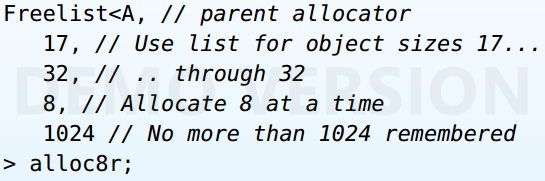 Freelist<A, // parent allocator
17, // Use list for object sizes 17...
32, // .. through 32
8, // Allocate 8 at a time
1024 // No more than 1024 remembered
> alloc8r;
DEMO VERSION